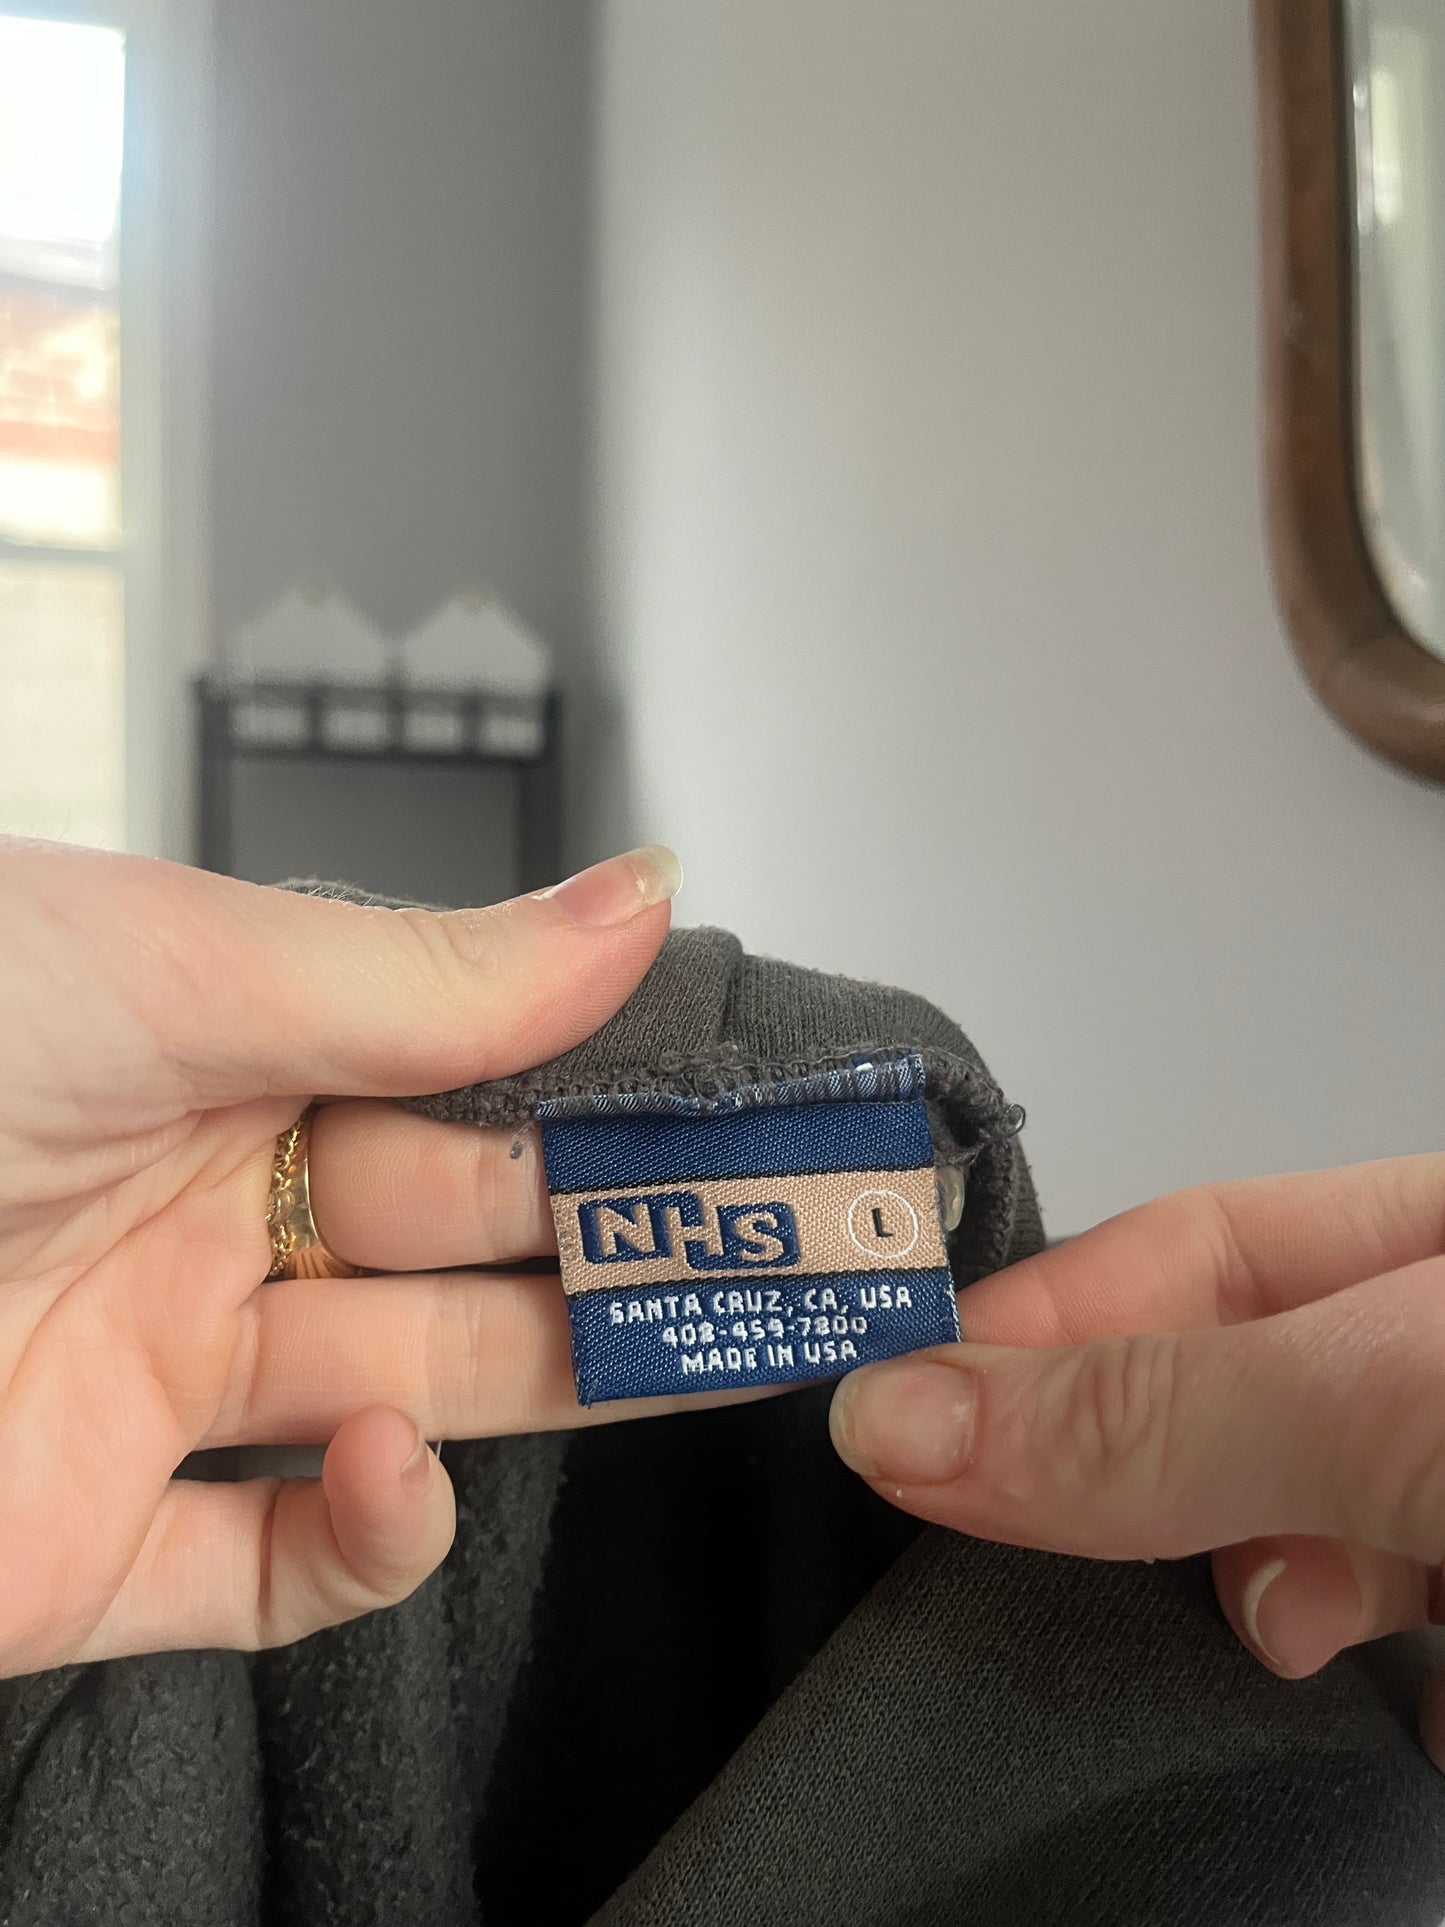 NHS L
SANTA CRUZ, CA, USA
408-459-7800
MADE IN USA